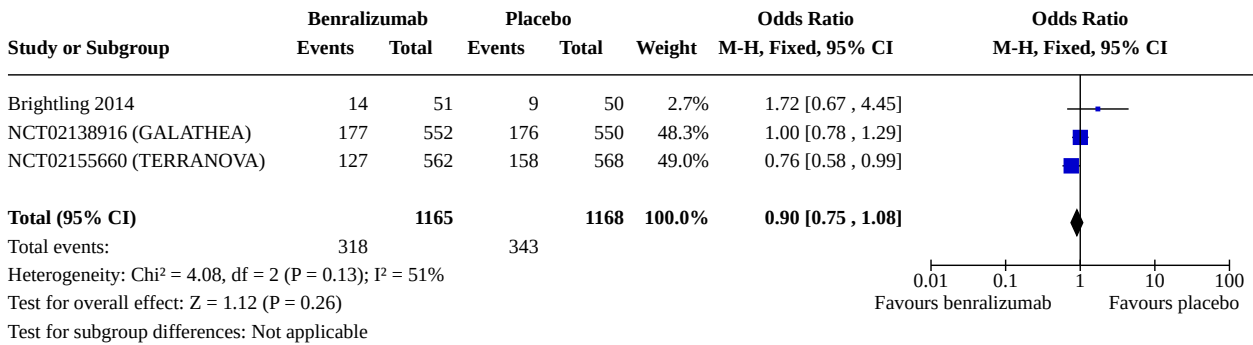 Benralizumab Placebo Odds Ratio Odds Ratio
Study or Subgroup Events Total Events Total Weight M-H, Fixed, 95% CI M-H, Fixed, 95% CI
Brightling 2014 14 51 9 50 2.7% 1.72 [0.67 , 4.45]
NCT02138916 (GALATHEA) 177 552 176 550 48.3% 1.00 [0.78 , 1.29]
NCT02155660 (TERRANOVA) 127 562 158 568 49.0% 0.76 [0.58 , 0.99]
Total (95% CI) 1165 1168 100.0% 0.90 [0.75 , 1.08]
Total events: 318 343
Heterogeneity: Chi² = 4.08, df = 2 (P = 0.13); I² = 51%
0.01 0.1 1 10 100
Test for overall effect: Z = 1.12 (P = 0.26)
Favours benralizumab Favours placebo
Test for subgroup differences: Not applicable